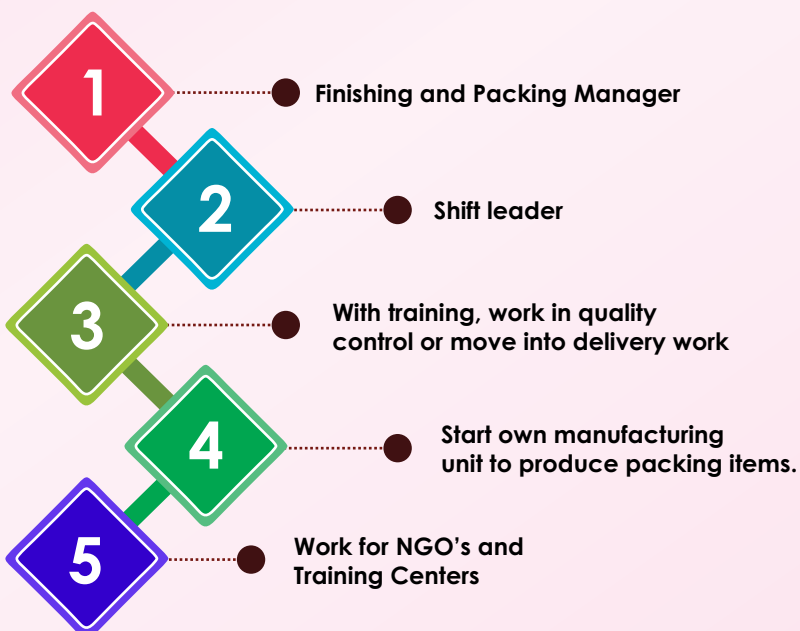 1
Finishing and Packing Manager
2
Shift leader
3
With training, work in quality
control or move into delivery work
4
Start own manufacturing
unit to produce packing items.
5
Work for NGO’s and
Training Centers